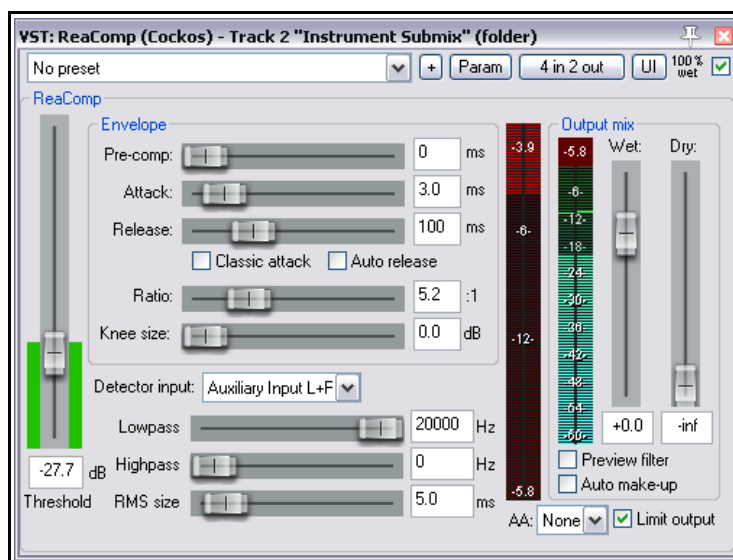 VST: ReaComp (Cockos) - Track 2 "Instrument Submix" (folder)
No preset
+
Param
4 in 2 out
UI
100%
wet
ReaComp
Envelope
Pre-comp: 0 ms
Attack: 3.0 ms
Release: 100 ms
Classic attack Auto release
Ratio: 5.2 :1
Knee size: 0.0 dB
Detector input: Auxiliary Input L+F
Lowpass 20000 Hz
Highpass 0 Hz
RMS size 5.0 ms
-27.7 dB
Threshold
-3.9
-6-
-12-
-5.8
Output mix
Wet: Dry:
-5.8
-6-
-12-
-18-
-24-
-30-
-36-
-42-
-48-
-54-
-60-
+0.0 -inf
Preview filter
Auto make-up
AA: None Limit output